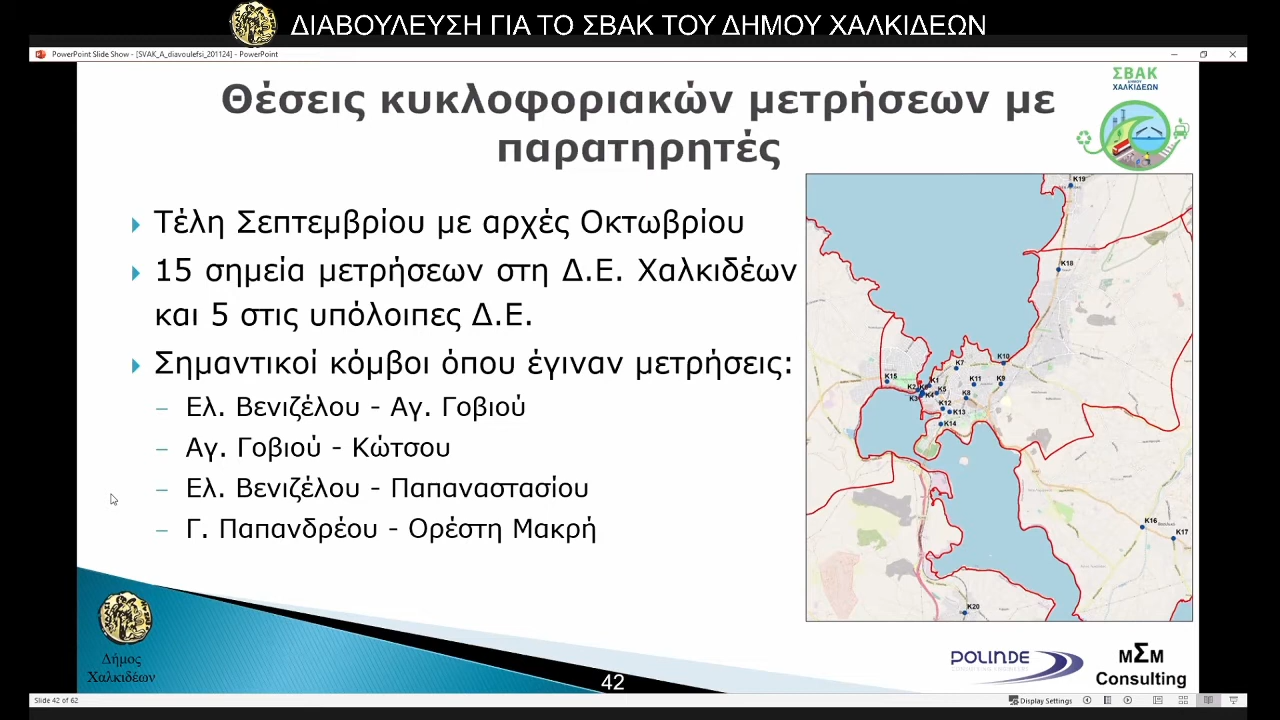 ΔΙΑΒΟΥΛΕΥΣΗ ΓΙΑ ΤΟ ΣΒΑΚ ΤΟΥ ΔΗΜΟΥ ΧΑΛΚΙΔΕΩΝ
PowerPoint Slide Show - [SVAK_A_diavoulefsi_201124] - PowerPoint
Θέσεις κυκλοφοριακών μετρήσεων με
παρατηρητές
ΣΒΑΚ
ΔΗΜΟΥ
ΧΑΛΚΙΔΕΩΝ
Τέλη Σεπτεμβρίου με αρχές Οκτωβρίου
15 σημεία μετρήσεων στη Δ.Ε. Χαλκιδέων
και 5 στις υπόλοιπες Δ.Ε.
Σημαντικοί κόμβοι όπου έγιναν μετρήσεις:
– Ελ. Βενιζέλου - Αγ. Γοβιού
– Αγ. Γοβιού - Κώτσου
– Ελ. Βενιζέλου - Παπαναστασίου
– Γ. Παπανδρέου - Ορέστη Μακρή
K19
K18
K10
K7
K15
K1
K11
K9
K2
K5
K3
K4
K8
K12
K13
K14
K16
K17
K20
Δήμος
Χαλκιδέων
POLINDE
ΜΣΜ
Consulting
42
Slide 42 of 62
Display Settings